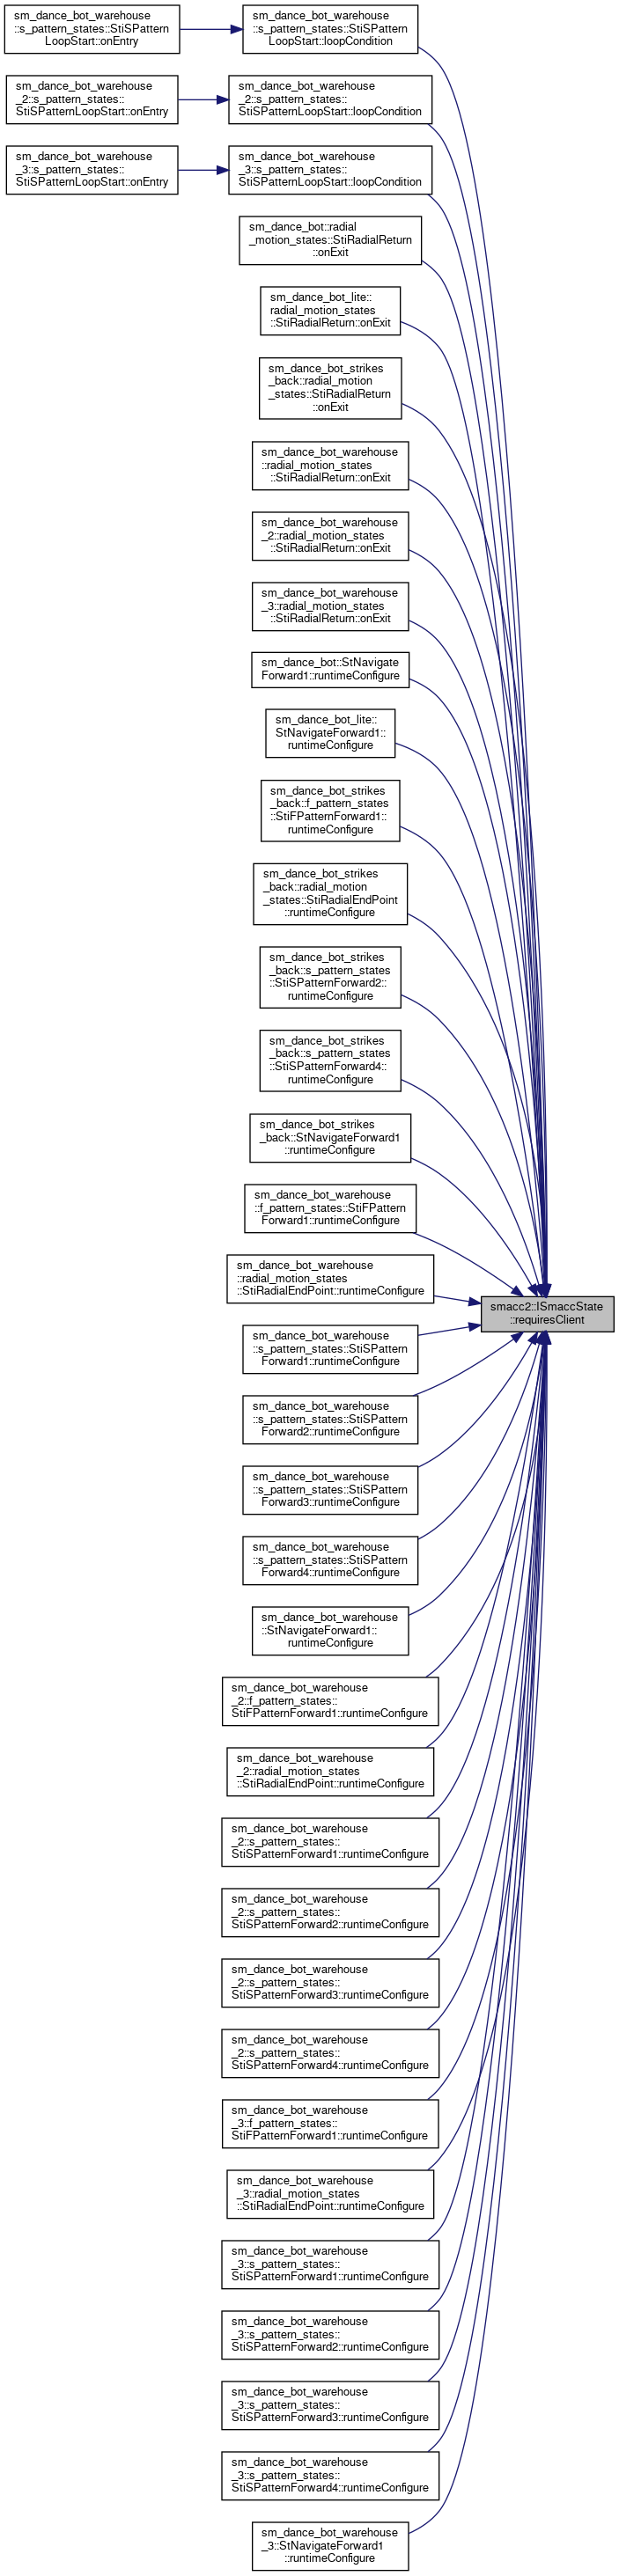 sm_dance_bot_warehouse
::s_pattern_states::StiSPattern
LoopStart::onEntry
sm_dance_bot_warehouse
::s_pattern_states::StiSPattern
LoopStart::loopCondition
sm_dance_bot_warehouse
_2::s_pattern_states::
StiSPatternLoopStart::onEntry
sm_dance_bot_warehouse
_2::s_pattern_states::
StiSPatternLoopStart::loopCondition
sm_dance_bot_warehouse
_3::s_pattern_states::
StiSPatternLoopStart::onEntry
sm_dance_bot_warehouse
_3::s_pattern_states::
StiSPatternLoopStart::loopCondition
sm_dance_bot::radial
_motion_states::StiRadialReturn
::onExit
sm_dance_bot_lite::
radial_motion_states
::StiRadialReturn::onExit
sm_dance_bot_strikes
_back::radial_motion
_states::StiRadialReturn
::onExit
sm_dance_bot_warehouse
::radial_motion_states
::StiRadialReturn::onExit
sm_dance_bot_warehouse
_2::radial_motion_states
::StiRadialReturn::onExit
sm_dance_bot_warehouse
_3::radial_motion_states
::StiRadialReturn::onExit
sm_dance_bot::StNavigate
Forward1::runtimeConfigure
sm_dance_bot_lite::
StNavigateForward1::
runtimeConfigure
sm_dance_bot_strikes
_back::f_pattern_states
::StiFPatternForward1::
runtimeConfigure
sm_dance_bot_strikes
_back::radial_motion
_states::StiRadialEndPoint
::runtimeConfigure
sm_dance_bot_strikes
_back::s_pattern_states
::StiSPatternForward2::
runtimeConfigure
sm_dance_bot_strikes
_back::s_pattern_states
::StiSPatternForward4::
runtimeConfigure
sm_dance_bot_strikes
_back::StNavigateForward1
::runtimeConfigure
sm_dance_bot_warehouse
::f_pattern_states::StiFPattern
Forward1::runtimeConfigure
sm_dance_bot_warehouse
::radial_motion_states
::StiRadialEndPoint::runtimeConfigure
smacc2::ISmaccState
::requiresClient
sm_dance_bot_warehouse
::s_pattern_states::StiSPattern
Forward1::runtimeConfigure
sm_dance_bot_warehouse
::s_pattern_states::StiSPattern
Forward2::runtimeConfigure
sm_dance_bot_warehouse
::s_pattern_states::StiSPattern
Forward3::runtimeConfigure
sm_dance_bot_warehouse
::s_pattern_states::StiSPattern
Forward4::runtimeConfigure
sm_dance_bot_warehouse
::StNavigateForward1::
runtimeConfigure
sm_dance_bot_warehouse
_2::f_pattern_states::
StiFPatternForward1::runtimeConfigure
sm_dance_bot_warehouse
_2::radial_motion_states
::StiRadialEndPoint::runtimeConfigure
sm_dance_bot_warehouse
_2::s_pattern_states::
StiSPatternForward1::runtimeConfigure
sm_dance_bot_warehouse
_2::s_pattern_states::
StiSPatternForward2::runtimeConfigure
sm_dance_bot_warehouse
_2::s_pattern_states::
StiSPatternForward3::runtimeConfigure
sm_dance_bot_warehouse
_2::s_pattern_states::
StiSPatternForward4::runtimeConfigure
sm_dance_bot_warehouse
_3::f_pattern_states::
StiFPatternForward1::runtimeConfigure
sm_dance_bot_warehouse
_3::radial_motion_states
::StiRadialEndPoint::runtimeConfigure
sm_dance_bot_warehouse
_3::s_pattern_states::
StiSPatternForward1::runtimeConfigure
sm_dance_bot_warehouse
_3::s_pattern_states::
StiSPatternForward2::runtimeConfigure
sm_dance_bot_warehouse
_3::s_pattern_states::
StiSPatternForward3::runtimeConfigure
sm_dance_bot_warehouse
_3::s_pattern_states::
StiSPatternForward4::runtimeConfigure
sm_dance_bot_warehouse
_3::StNavigateForward1
::runtimeConfigure